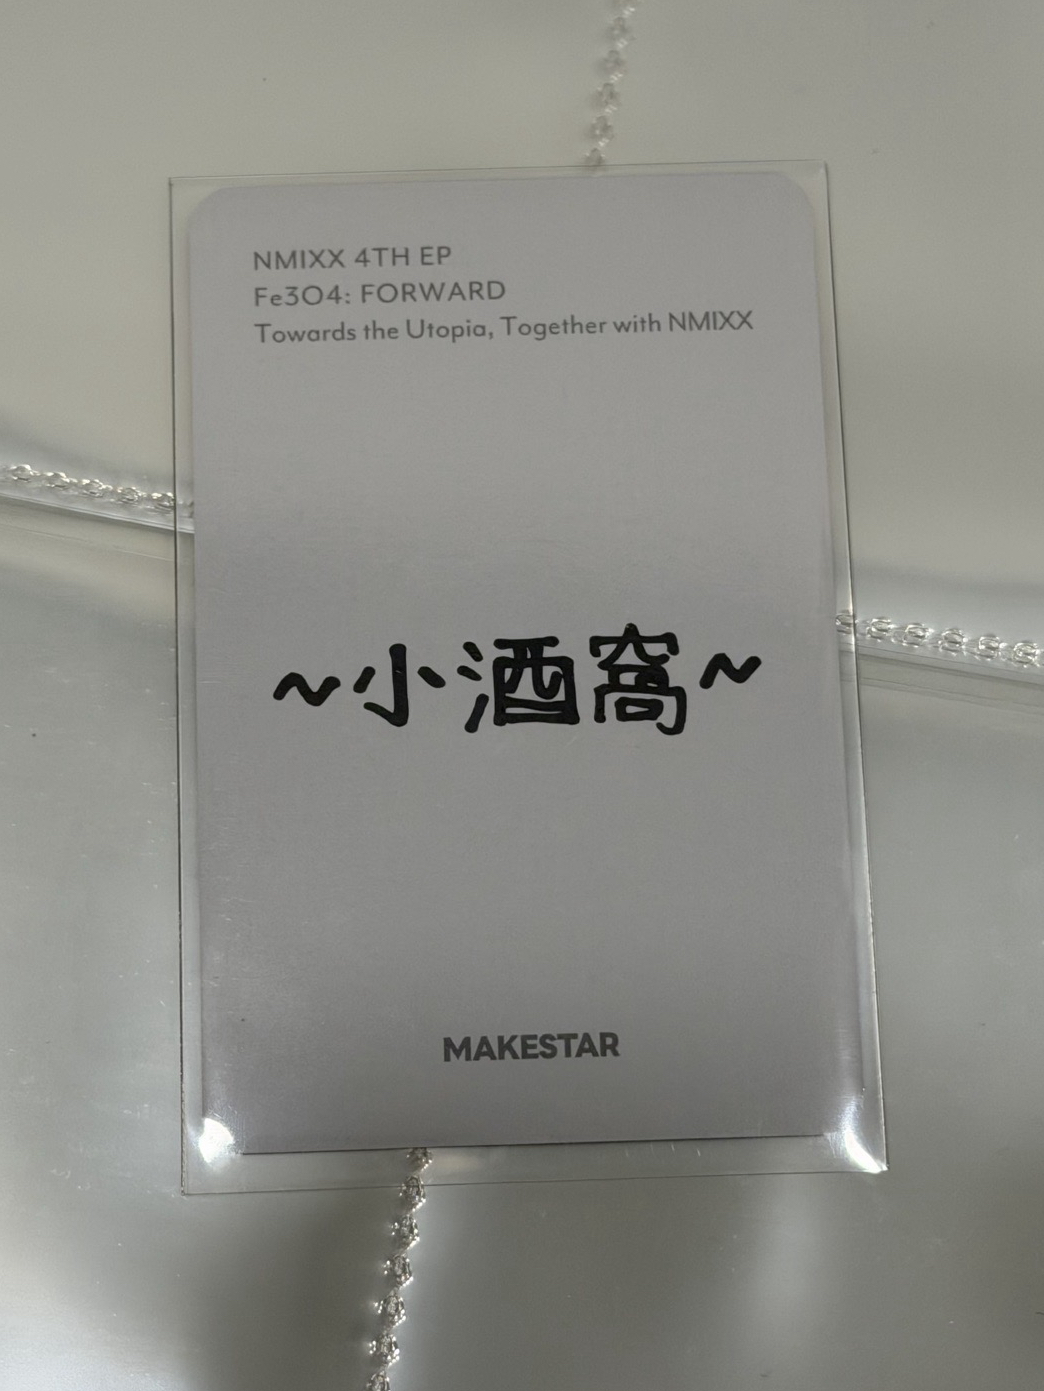 NMIXX 4TH EP
Fe3O4: FORWARD
Towards the Utopia, Together with NMIXX
~小酒窩~
MAKESTAR